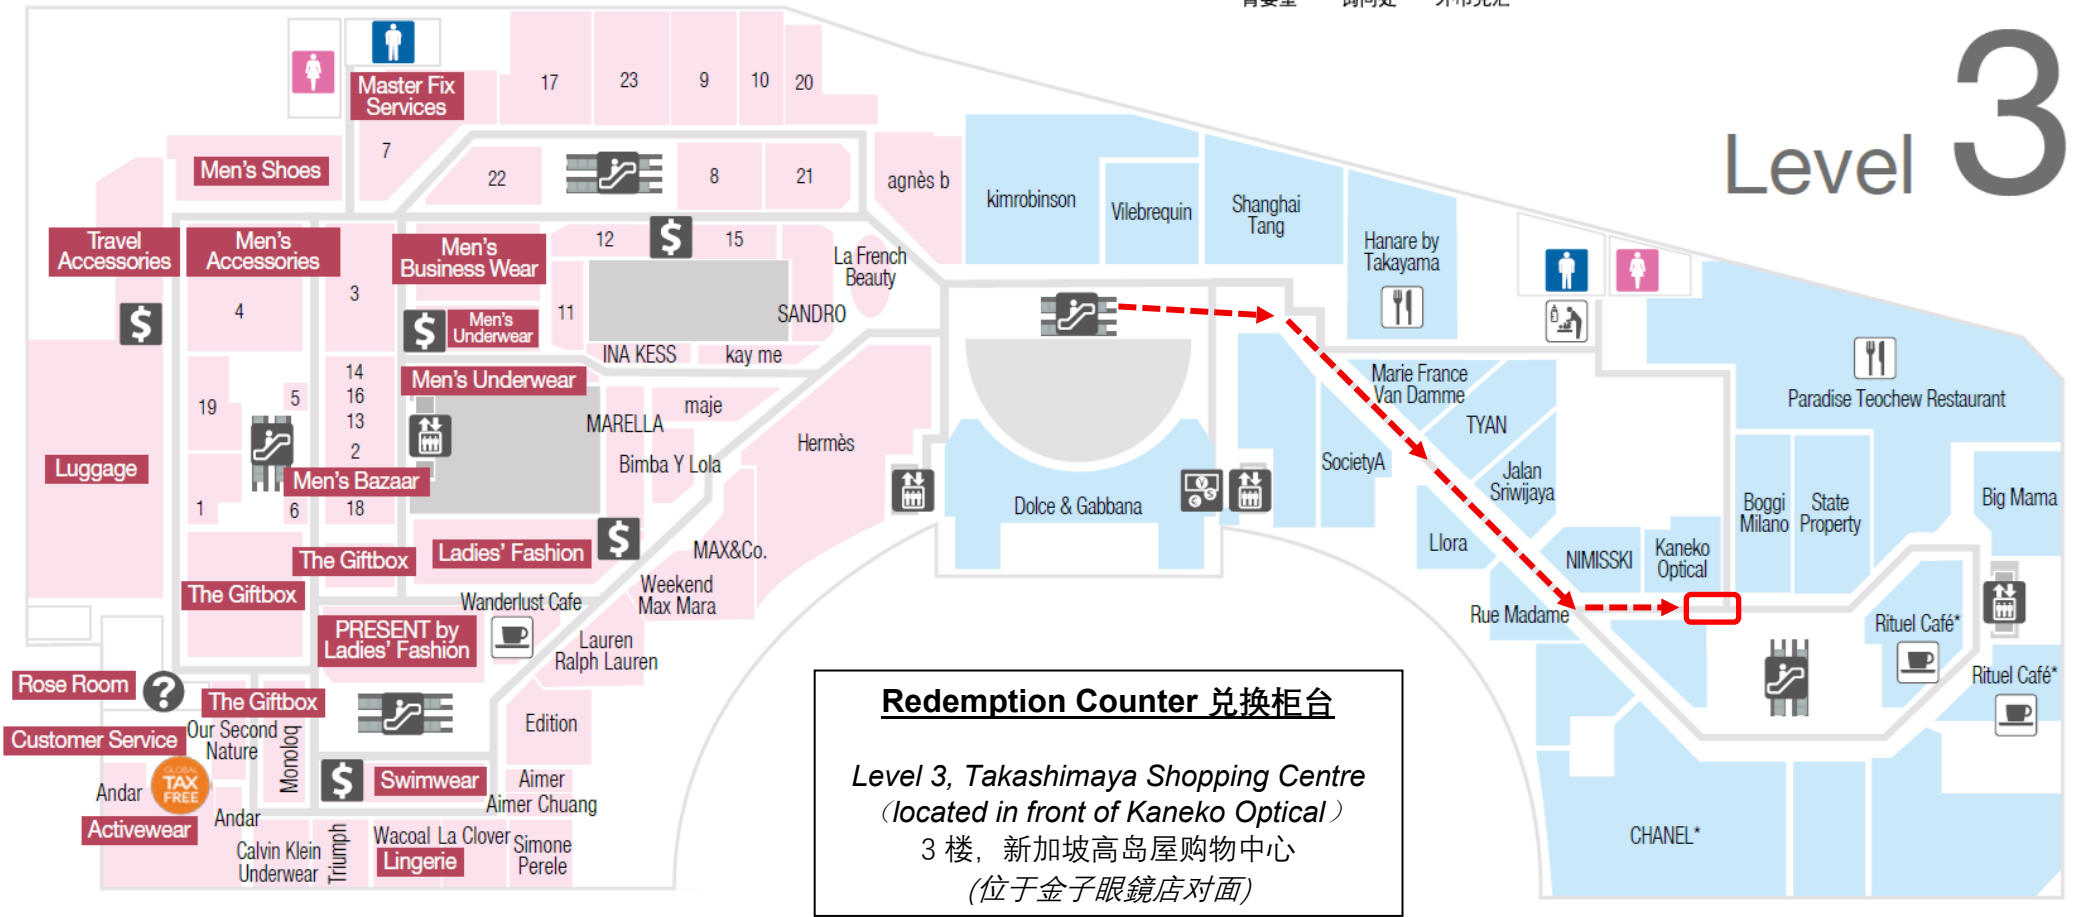 Level 3
Master Fix
Services
17
23
9
10
20
7
Men's Shoes
22
8
21
agnès b
kimrobinson
Vilebrequin
Shanghai
Tang
Hanare by
Takayama
Travel
Accessories
Men's
Accessories
Men's
Business Wear
12
$
15
La French
Beauty
4
3
11
SANDRO
$
$
Men's
Underwear
INA KESS
kay me
Men's Underwear
14
16
13
2
18
19
5
1
6
Men's Bazaar
Luggage
MARELLA
maje
Bimba Y Lola
Hermès
MAX&Co.
Weekend
Max Mara
Ladies' Fashion
$
The Giftbox
The Giftbox
Wanderlust Cafe
PRESENT by
Ladies' Fashion
Lauren
Ralph Lauren
Rose Room
?
The Giftbox
Customer Service
Our Second
Nature
Monoloq
Edition
GLOBAL
TAX
FREE
Andar
Activewear
Andar
$
Swimwear
Aimer
Aimer Chuang
Calvin Klein
Underwear
Triumph
Wacoal
La Clover
Lingerie
Simone
Perele
Dolce & Gabbana
SocietyA
Marie France
Van Damme
TYAN
Jalan
Sriwijaya
Llora
NIMISSKI
Kaneko
Optical
Rue Madame
Paradise Teochew Restaurant
Boggi
Milano
State
Property
Big Mama
Rituel Café*
Rituel Café*
CHANEL*
Redemption Counter 兑换柜台
Level 3, Takashimaya Shopping Centre
（located in front of Kaneko Optical）
3 楼，新加坡高岛屋购物中心
(位于金子眼鏡店对面)